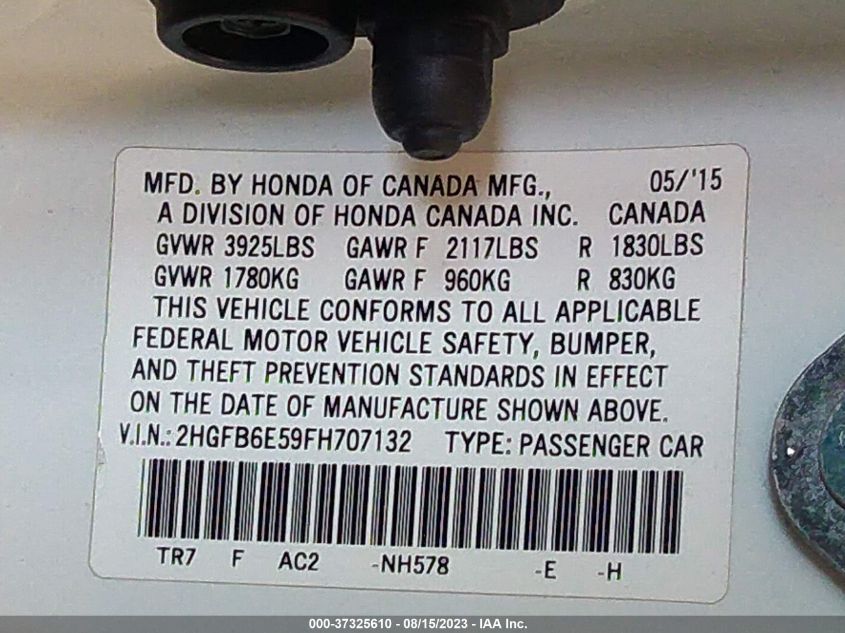 MFD. BY HONDA OF CANADA MFG., 05/'15
A DIVISION OF HONDA CANADA INC. CANADA
GVWR 3925LBS GAWR F 2117LBS R 1830LBS
GVWR 1780KG GAWR F 960KG R 830KG
THIS VEHICLE CONFORMS TO ALL APPLICABLE
FEDERAL MOTOR VEHICLE SAFETY, BUMPER,
AND THEFT PREVENTION STANDARDS IN EFFECT
ON THE DATE OF MANUFACTURE SHOWN ABOVE.
V.I.N.: 2HGFB6E59FH707132 TYPE: PASSENGER CAR
TR7 F AC2 -NH578 -E -H
000-37325610 - 08/15/2023 - IAA Inc.